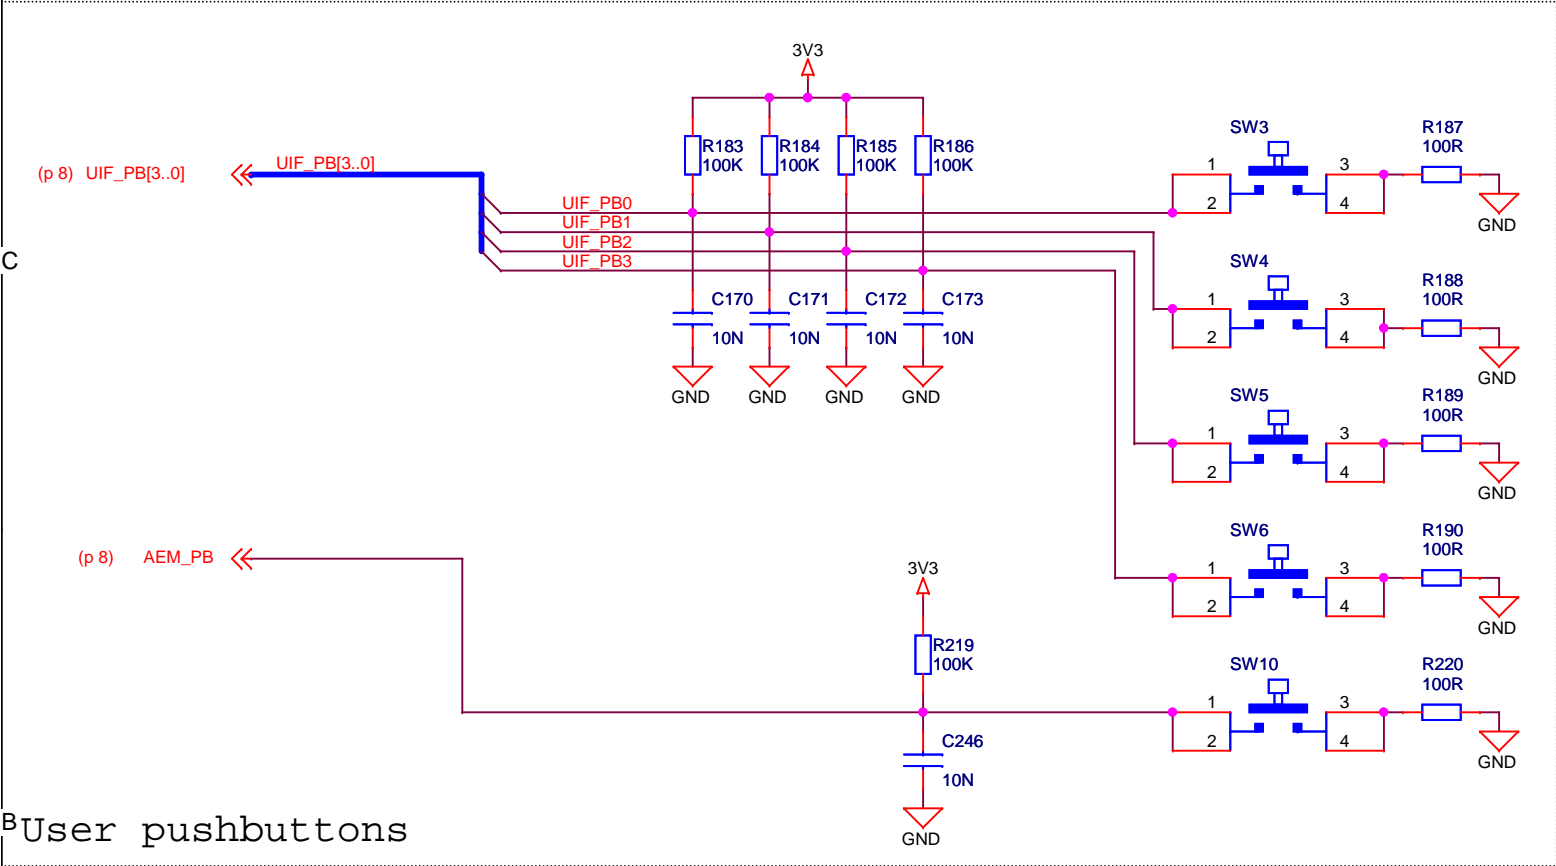 3V3
SW3
R187
100R
R183
100K
R184
100K
R185
100K
R186
100K
(p 8) UIF_PB[3..0]
UIF_PB[3..0]
1
2
3
4
GND
UIF_PB0
UIF_PB1
UIF_PB2
UIF_PB3
C
SW4
R188
100R
1
2
3
4
GND
C170
10N
C171
10N
C172
10N
C173
10N
GND
GND
GND
GND
SW5
R189
100R
1
2
3
4
GND
SW6
R190
100R
1
2
3
4
GND
(p 8) AEM_PB
3V3
R219
100K
SW10
R220
100R
1
2
3
4
GND
C246
10N
GND
B
User pushbuttons